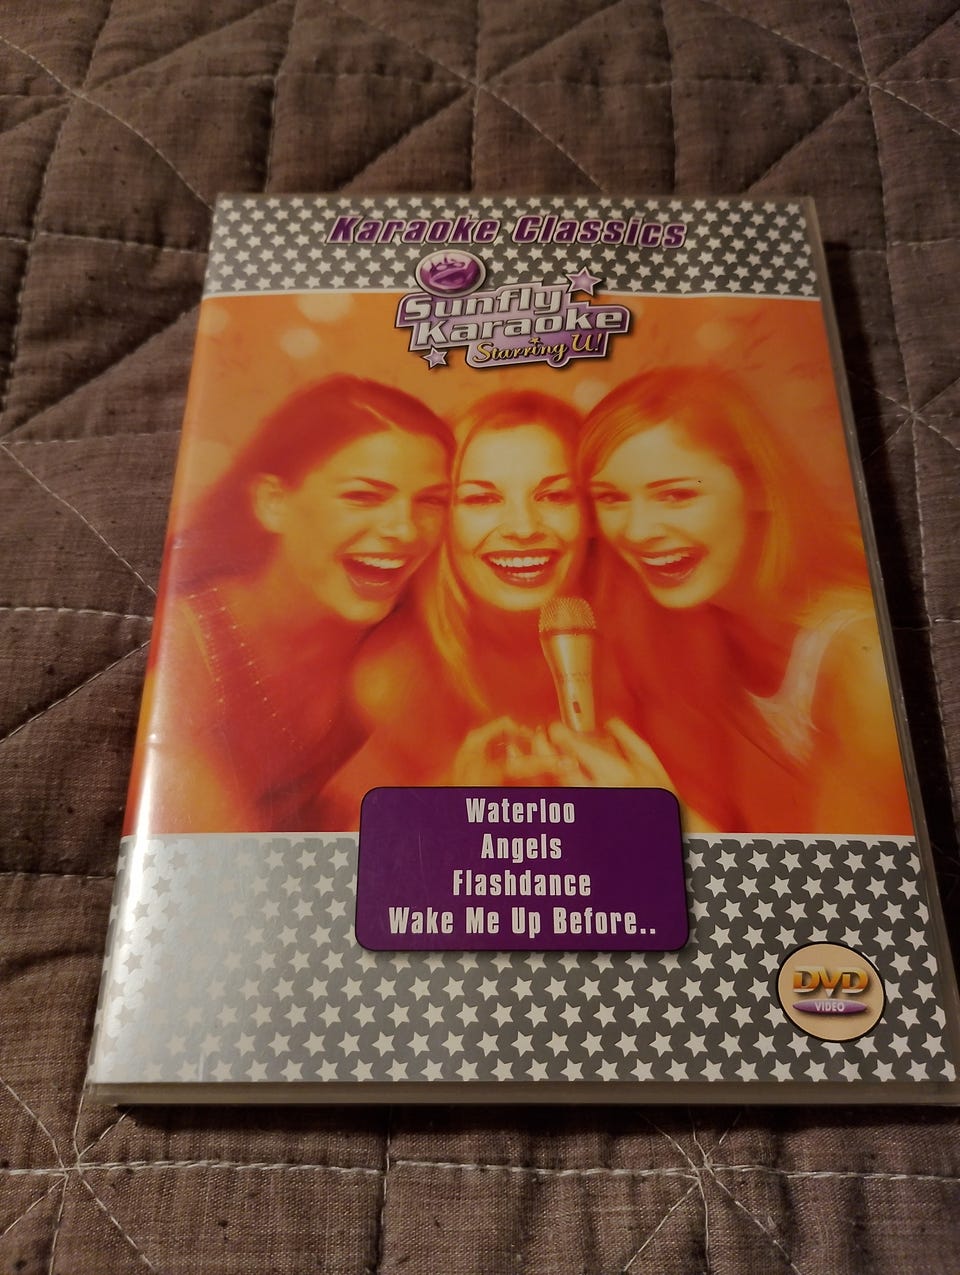 Karaoke Classics
Sunfly
Karaoke
Starring U!
Waterloo
Angels
Flashdance
Wake Me Up Before..
DVD
VIDEO